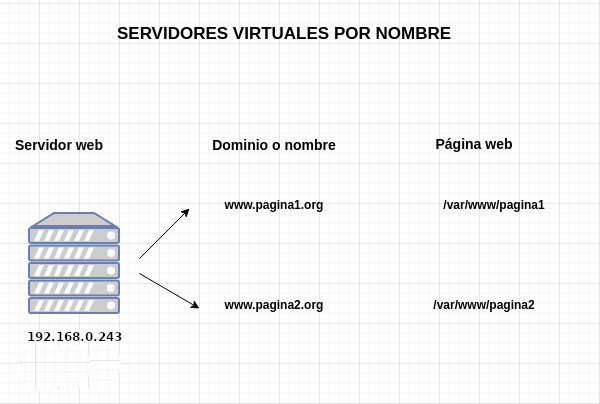 SERVIDORES VIRTUALES POR NOMBRE
Servidor web
Dominio o nombre
Página web
www.pagina1.org
/var/www/pagina1
www.pagina2.org
/var/www/pagina2
192.168.0.243